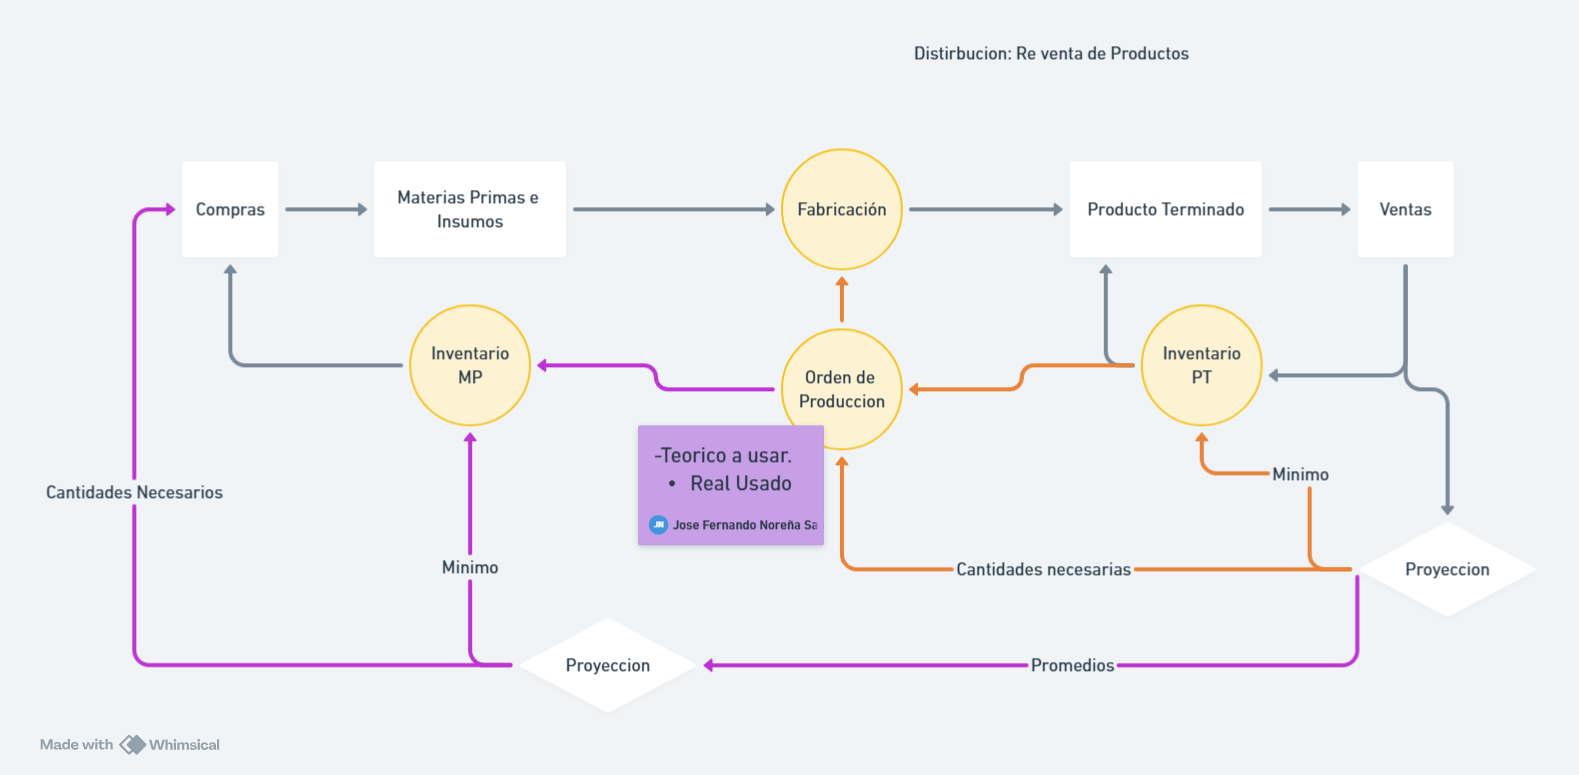 Distirbucion: Re venta de Productos
Compras
Materias Primas e
Insumos
Fabricación
Producto Terminado
Ventas
Inventario
MP
Orden de
Produccion
Inventario
PT
-Teorico a usar.
• Real Usado
JN Jose Fernando Noreña Sa
Minimo
Cantidades Necesarios
Minimo
Cantidades necesarias
Proyeccion
Proyeccion
Promedios
Made with Whimsical